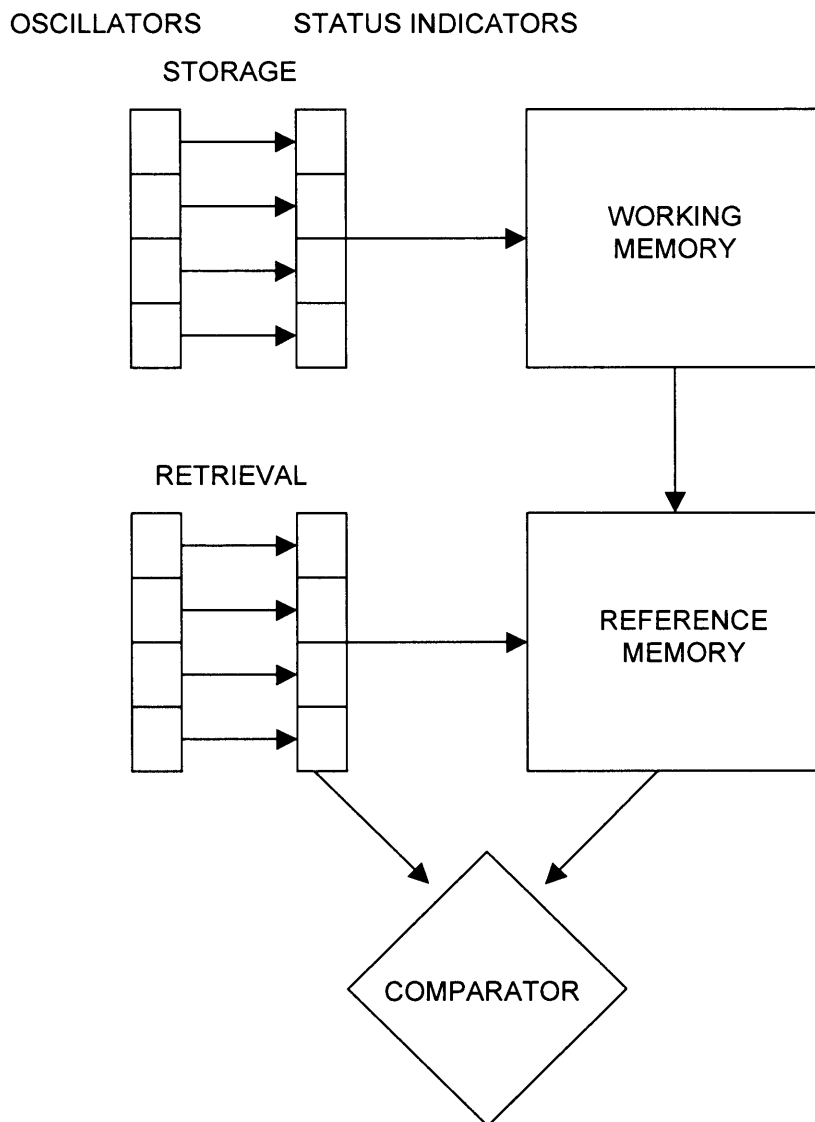 OSCILLATORS STATUS INDICATORS
STORAGE
WORKING
MEMORY
RETRIEVAL
REFERENCE
MEMORY
COMPARATOR